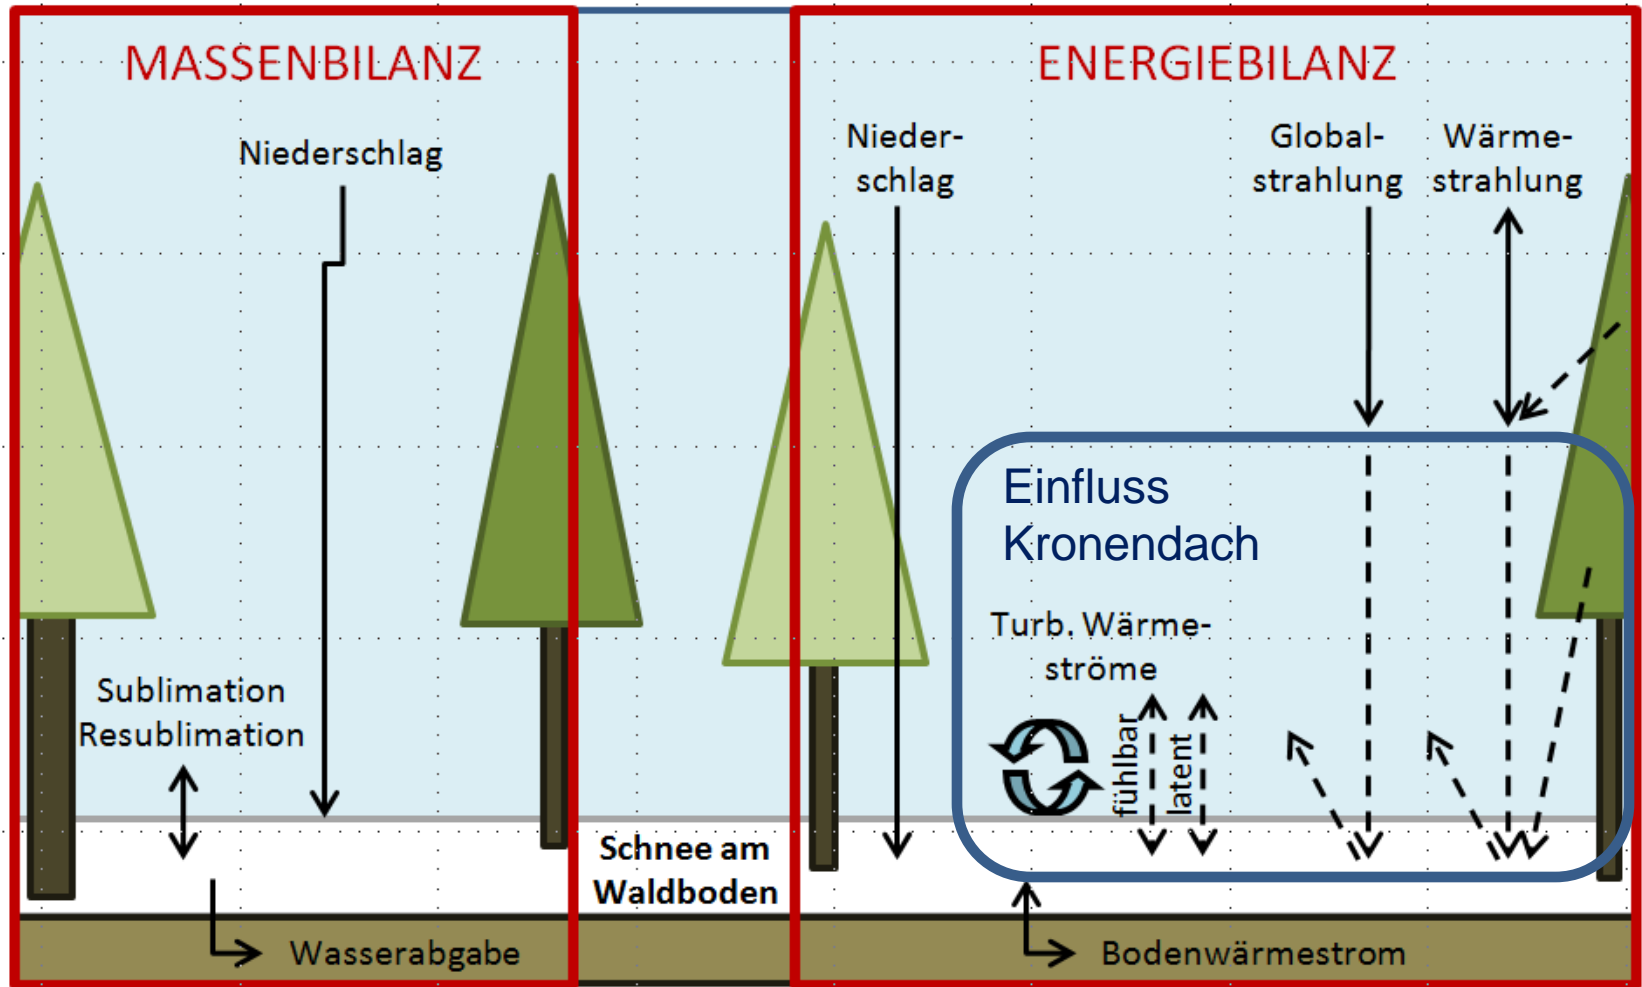 MASSENBILANZ
Niederschlag
Sublimation
Resublimation
Wasserabgabe
Schnee am
Waldboden
ENERGIEBILANZ
Nieder-
schlag
Global-
strahlung
Wärme-
strahlung
Einfluss
Kronendach
Turb. Wärme-
ströme
fühlbar
latent
Bodenwärmestrom